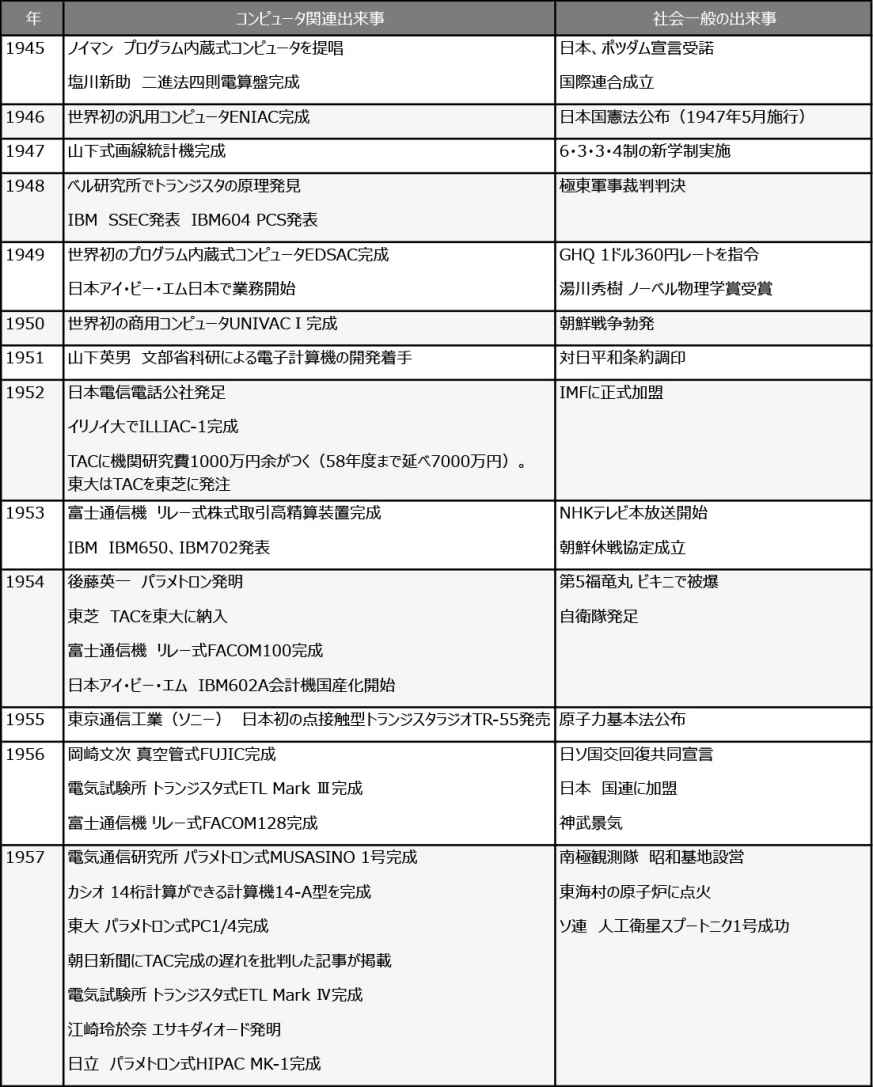 年 コンピュータ関連出来事 社会一般の出来事
1945 ノイマン プログラム内蔵式コンピュータを提唱 日本、ポツダム宣言受諾
塩川新助 二進法四則電算盤完成 国際連合成立
1946 世界初の汎用コンピュータENIAC完成 日本国憲法公布（1947年5月施行）
1947 山下式画線統計機完成 6・3・3・4制の新学制実施
1948 ベル研究所でトランジスタの原理発見 極東軍事裁判判決
IBM SSEC発表 IBM604 PCS発表
1949 世界初のプログラム内蔵式コンピュータEDSAC完成 GHQ 1ドル360円レートを指令
日本アイ・ビー・エム日本で業務開始 湯川秀樹 ノーベル物理学賞受賞
1950 世界初の商用コンピュータUNIVAC I 完成 朝鮮戦争勃発
1951 山下英男 文部省科研による電子計算機の開発着手 対日平和条約調印
1952 日本電信電話公社発足 IMFに正式加盟
イリノイ大でILLIAC-1完成
TACに機関研究費1000万円余がつく（58年度まで延べ7000万円）。
東大はTACを東芝に発注
1953 富士通信機 リレー式株式取引高精算装置完成 NHKテレビ本放送開始
IBM IBM650、IBM702発表 朝鮮休戦協定成立
1954 後藤英一 パラメトロン発明 第5福竜丸 ビキニで被爆
東芝 TACを東大に納入 自衛隊発足
富士通信機 リレー式FACOM100完成
日本アイ・ビー・エム IBM602A会計機国産化開始
1955 東京通信工業（ソニー） 日本初の点接触型トランジスタラジオTR-55発売 原子力基本法公布
1956 岡崎文次 真空管式FUJIC完成 日ソ国交回復共同宣言
電気試験所 トランジスタ式ETL Mark Ⅲ完成 日本 国連に加盟
富士通信機 リレー式FACOM128完成 神武景気
1957 電気通信研究所 パラメトロン式MUSASINO 1号完成 南極観測隊 昭和基地設営
カシオ 14桁計算ができる計算機14-A型を完成 東海村の原子炉に点火
東大 パラメトロン式PC1/4完成 ソ連 人工衛星スプートニク1号成功
朝日新聞にTAC完成の遅れを批判した記事が掲載
電気試験所 トランジスタ式ETL Mark Ⅳ完成
江崎玲於奈 エサキダイオード発明
日立 パラメトロン式HIPAC MK-1完成